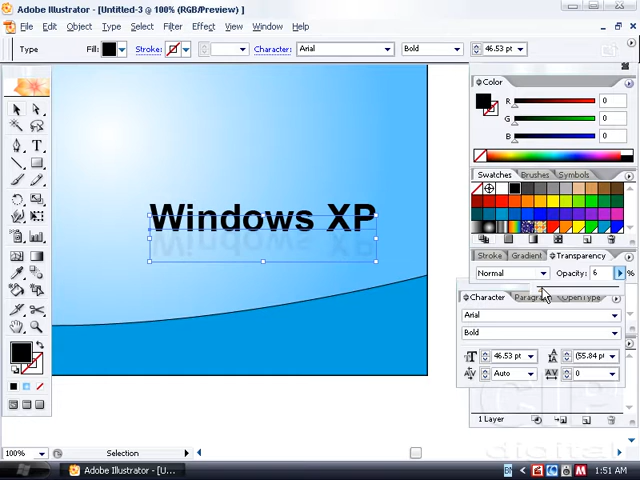 Adobe Illustrator - [Untitled-3 @ 100% (RGB/Preview)
File Edit Object Type Select Filter Effect View Window Help
Type Fill: Stroke: Character: Arial Bold 46.53 pt
Color
R 0
G 0
B 0
Swatches Brushes Symbols
Windows XP
Windows XP
Stroke Gradient Transparency
Normal Opacity: 6 %
Character Paragraph OpenType
Arial
Bold
46.53 pt (55.84 pt
Auto 0
1 Layer
digital
100% Selection
Adobe Illustrator - [U... 1:51 AM